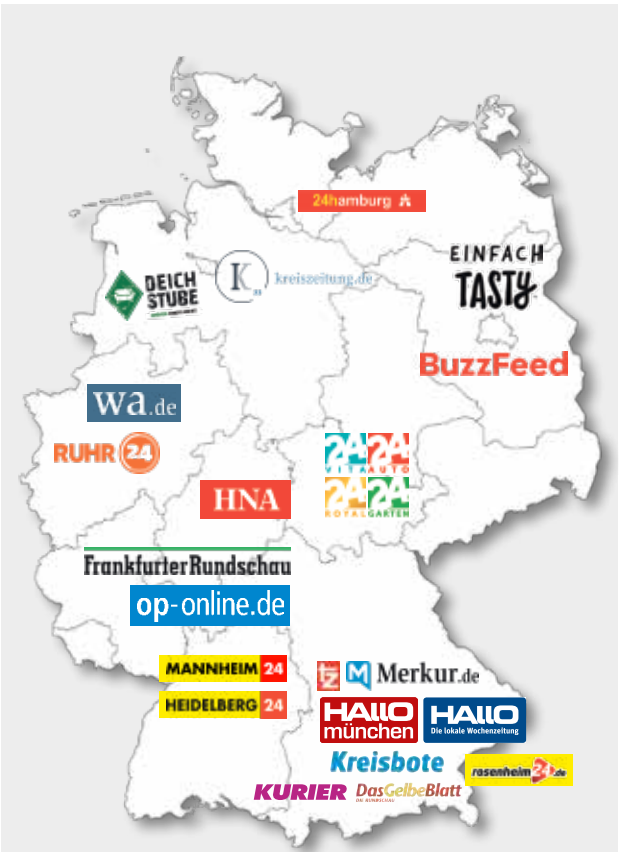 24hamburg
EINFACH
TASTY
DEICH
STUBE
K
kreiszeitung.de
BuzzFeed
wa.de
RUHR 24
24 24
VITA AUTO
24 24
ROYAL GARTEN
HNA
Frankfurter Rundschau
op-online.de
MANNHEIM 24
HEIDELBERG 24
tz
M Merkur.de
HALLO
münchen
HALLO
Die lokale Wochenzeitung
Kreisbote
rosenheim24.de
KURIER
DasGelbeBlatt